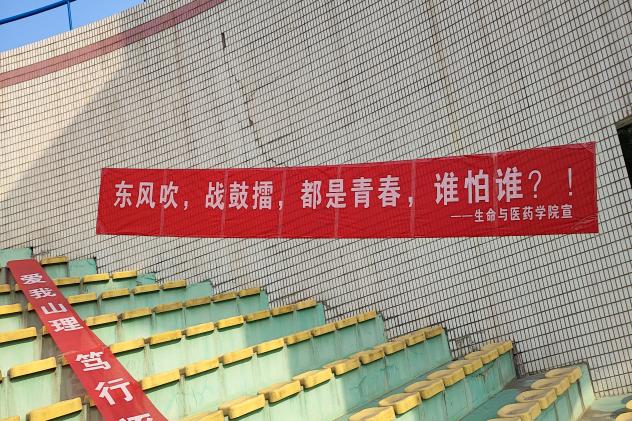 东风吹，战鼓擂，都是青春，谁怕谁？！
——生命与医药学院宣
爱我山理 笃行